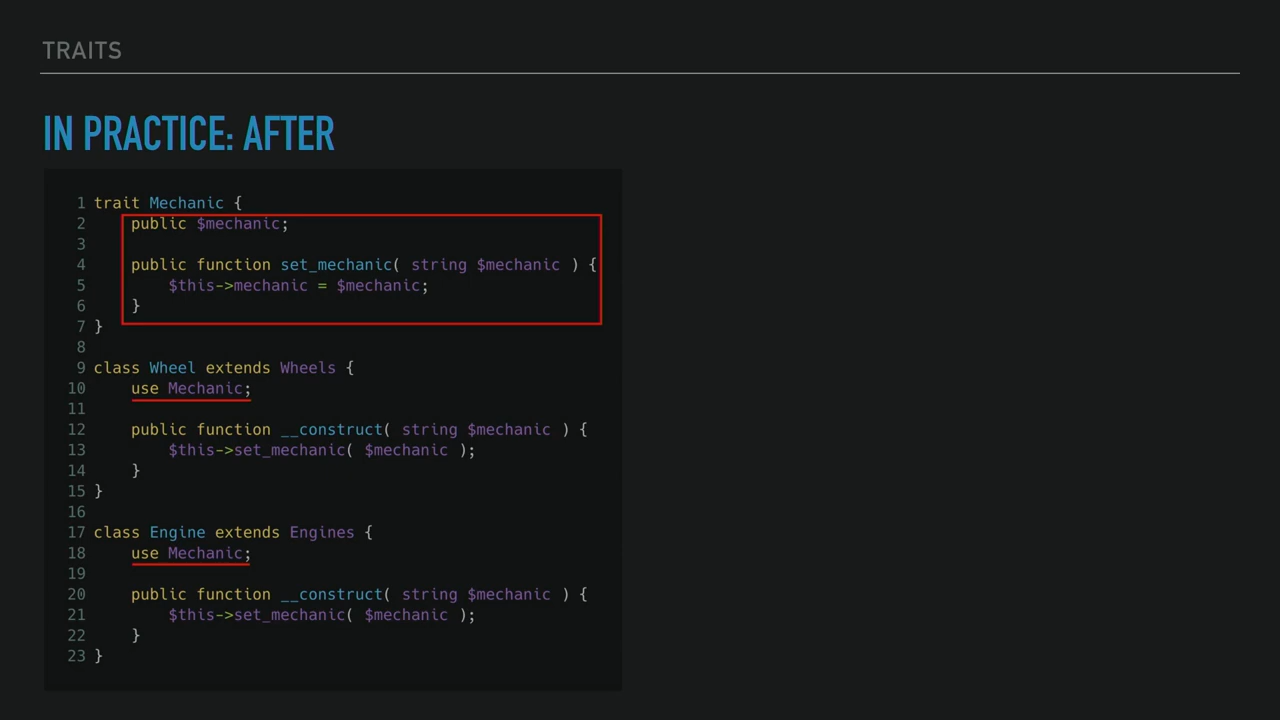 TRAITS
IN PRACTICE: AFTER
1 trait Mechanic {
2     public $mechanic;
3
4     public function set_mechanic( string $mechanic ) {
5         $this->mechanic = $mechanic;
6     }
7 }
8
9 class Wheel extends Wheels {
10     use Mechanic;
11
12     public function __construct( string $mechanic ) {
13         $this->set_mechanic( $mechanic );
14     }
15 }
16
17 class Engine extends Engines {
18     use Mechanic;
19
20     public function __construct( string $mechanic ) {
21         $this->set_mechanic( $mechanic );
22     }
23 }